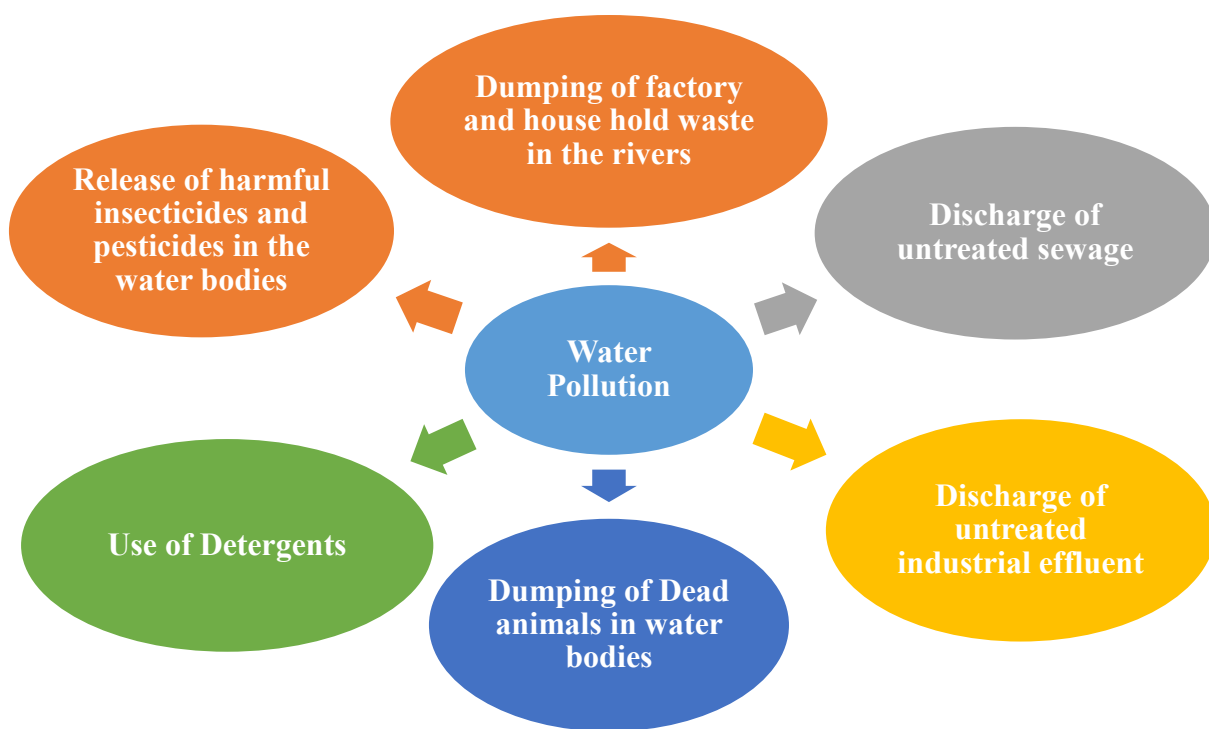 Dumping of factory
and house hold waste
in the rivers
Release of harmful
insecticides and
pesticides in the
water bodies
Discharge of
untreated sewage
Water
Pollution
Use of Detergents
Discharge of
untreated
industrial effluent
Dumping of Dead
animals in water
bodies